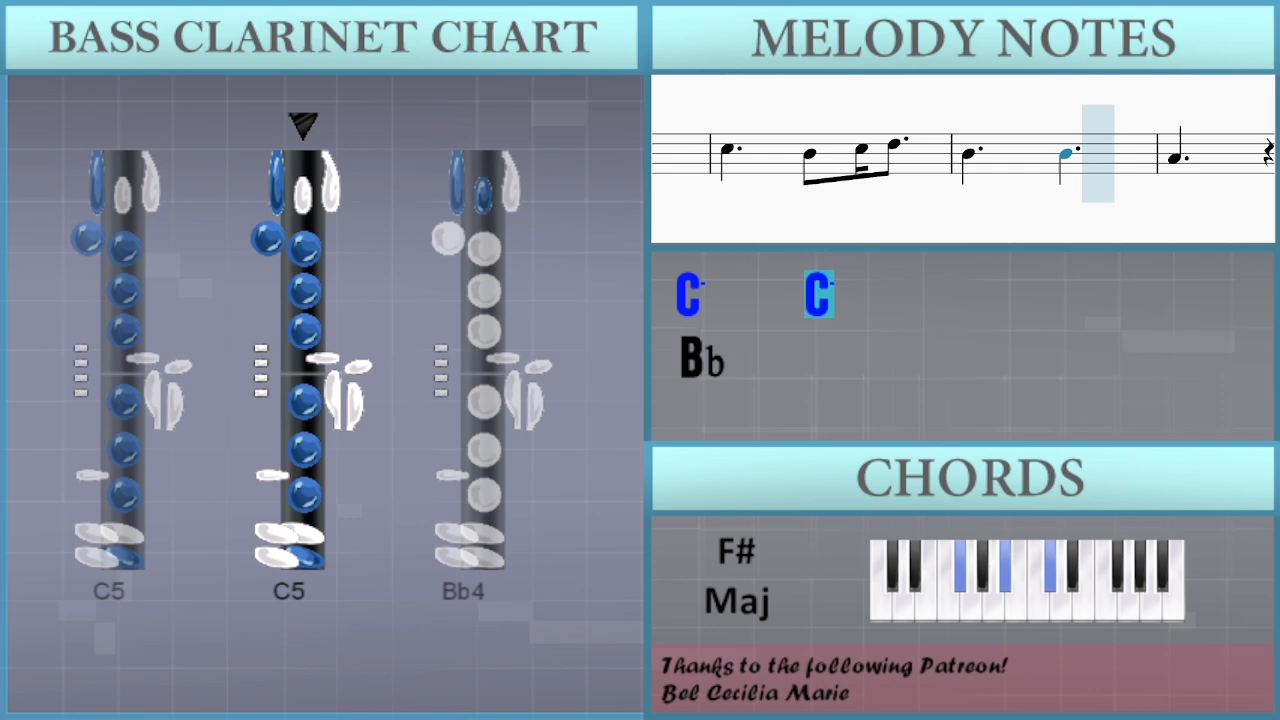 BASS CLARINET CHART
C5
C5
Bb4
MELODY NOTES
C C
Bb
CHORDS
F#
Maj
Thanks to the following Patreon!
Bel Cecilia Marie